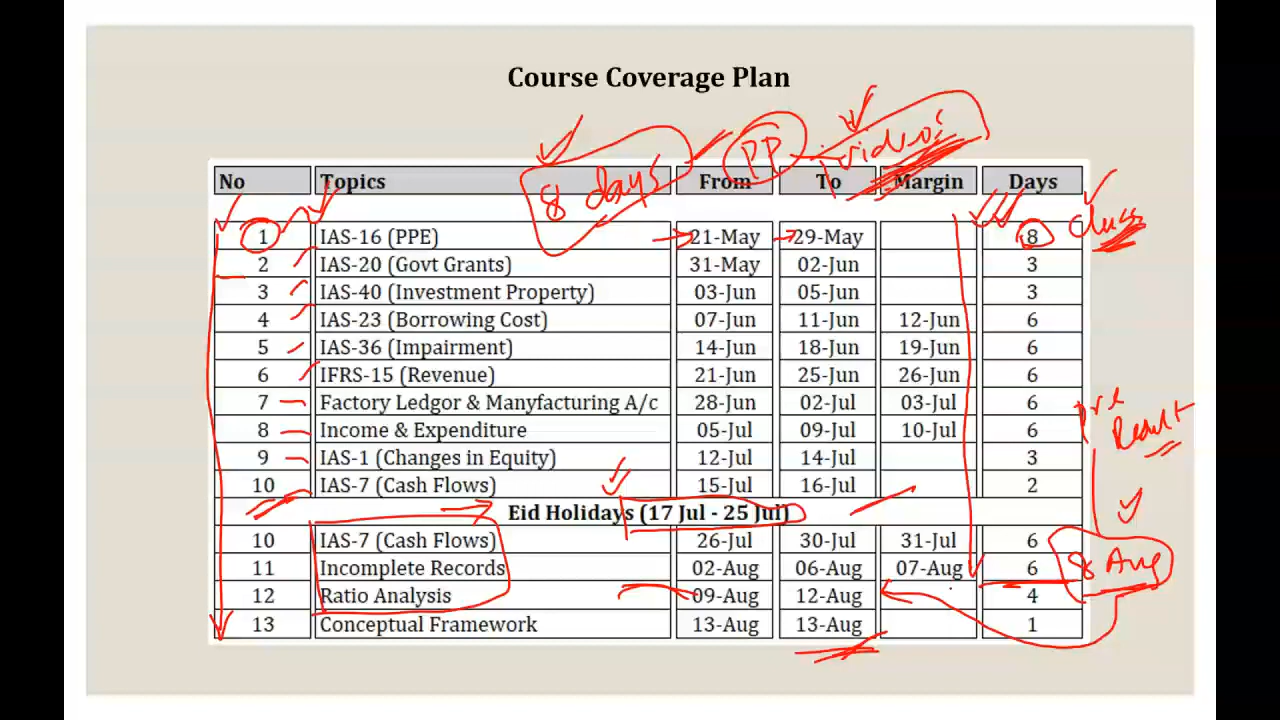 Course Coverage Plan
8 days PP videos
No Topics From To Margin Days
1 IAS-16 (PPE) 21-May 29-May 8 class
2 IAS-20 (Govt Grants) 31-May 02-Jun 3
3 IAS-40 (Investment Property) 03-Jun 05-Jun 3
4 IAS-23 (Borrowing Cost) 07-Jun 11-Jun 12-Jun 6
5 IAS-36 (Impairment) 14-Jun 18-Jun 19-Jun 6
6 IFRS-15 (Revenue) 21-Jun 25-Jun 26-Jun 6
7 Factory Ledgor & Manyfacturing A/c 28-Jun 02-Jul 03-Jul 6
8 Income & Expenditure 05-Jul 09-Jul 10-Jul 6
Result
9 IAS-1 (Changes in Equity) 12-Jul 14-Jul 3
10 IAS-7 (Cash Flows) 15-Jul 16-Jul 2
Eid Holidays (17 Jul - 25 Jul)
10 IAS-7 (Cash Flows) 26-Jul 30-Jul 31-Jul 6
11 Incomplete Records 02-Aug 06-Aug 07-Aug 6 8 Aug
12 Ratio Analysis 09-Aug 12-Aug 4
13 Conceptual Framework 13-Aug 13-Aug 1